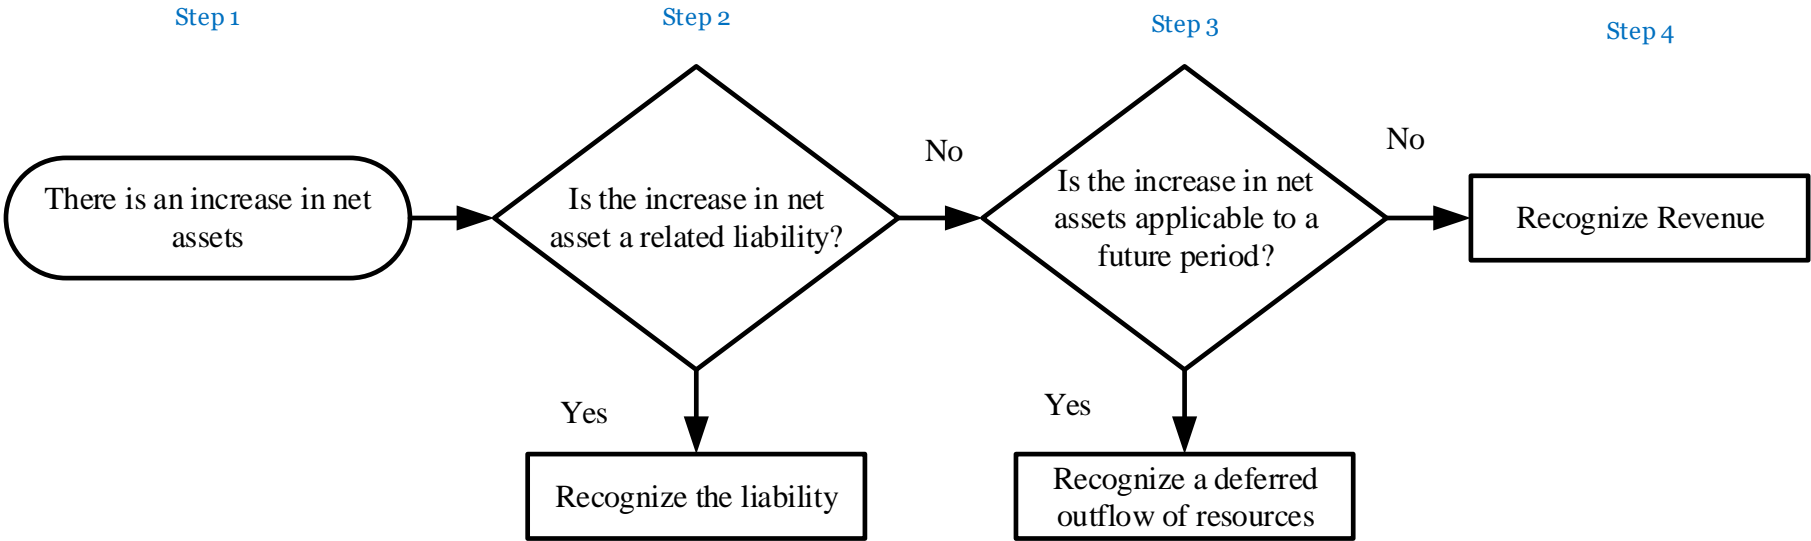 Step 1
Step 2
Step 3
Step 4
There is an increase in net
assets
Is the increase in net
asset a related liability?
No
Is the increase in net
assets applicable to a
future period?
No
Recognize Revenue
Yes
Recognize the liability
Yes
Recognize a deferred
outflow of resources